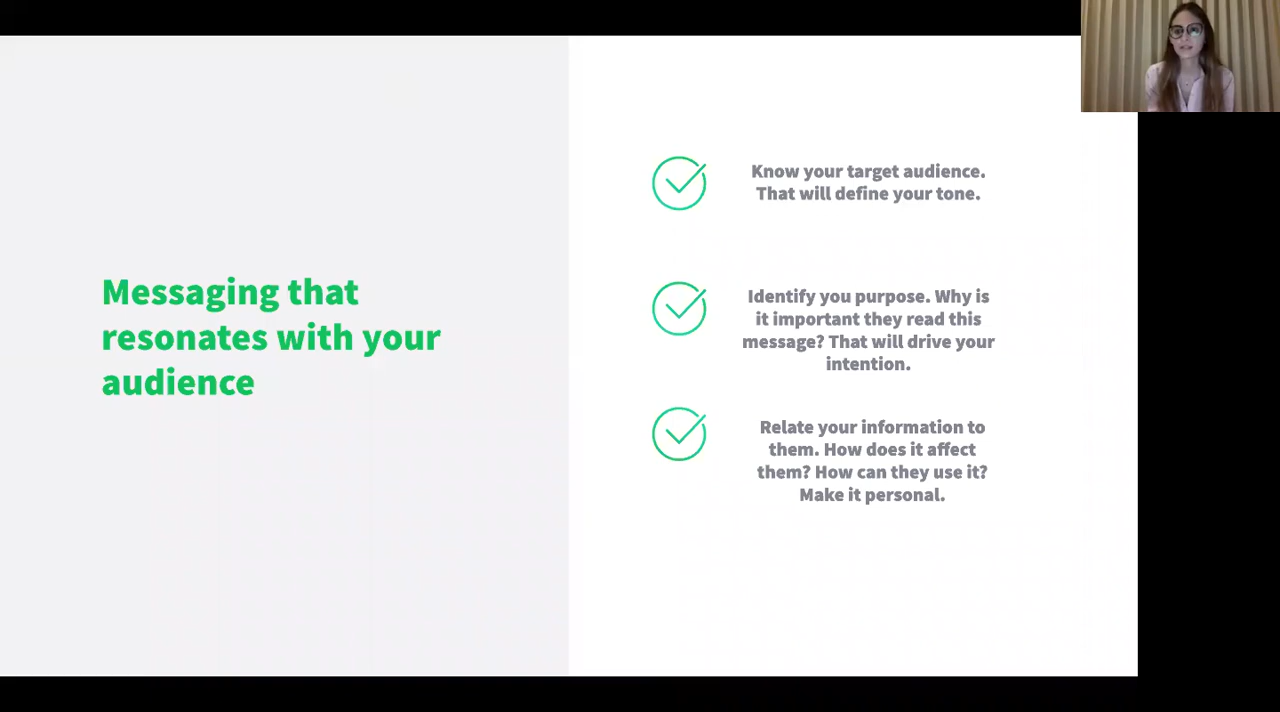 Messaging that
resonates with your
audience
Know your target audience.
That will define your tone.
Identify you purpose. Why is
it important they read this
message? That will drive your
intention.
Relate your information to
them. How does it affect
them? How can they use it?
Make it personal.